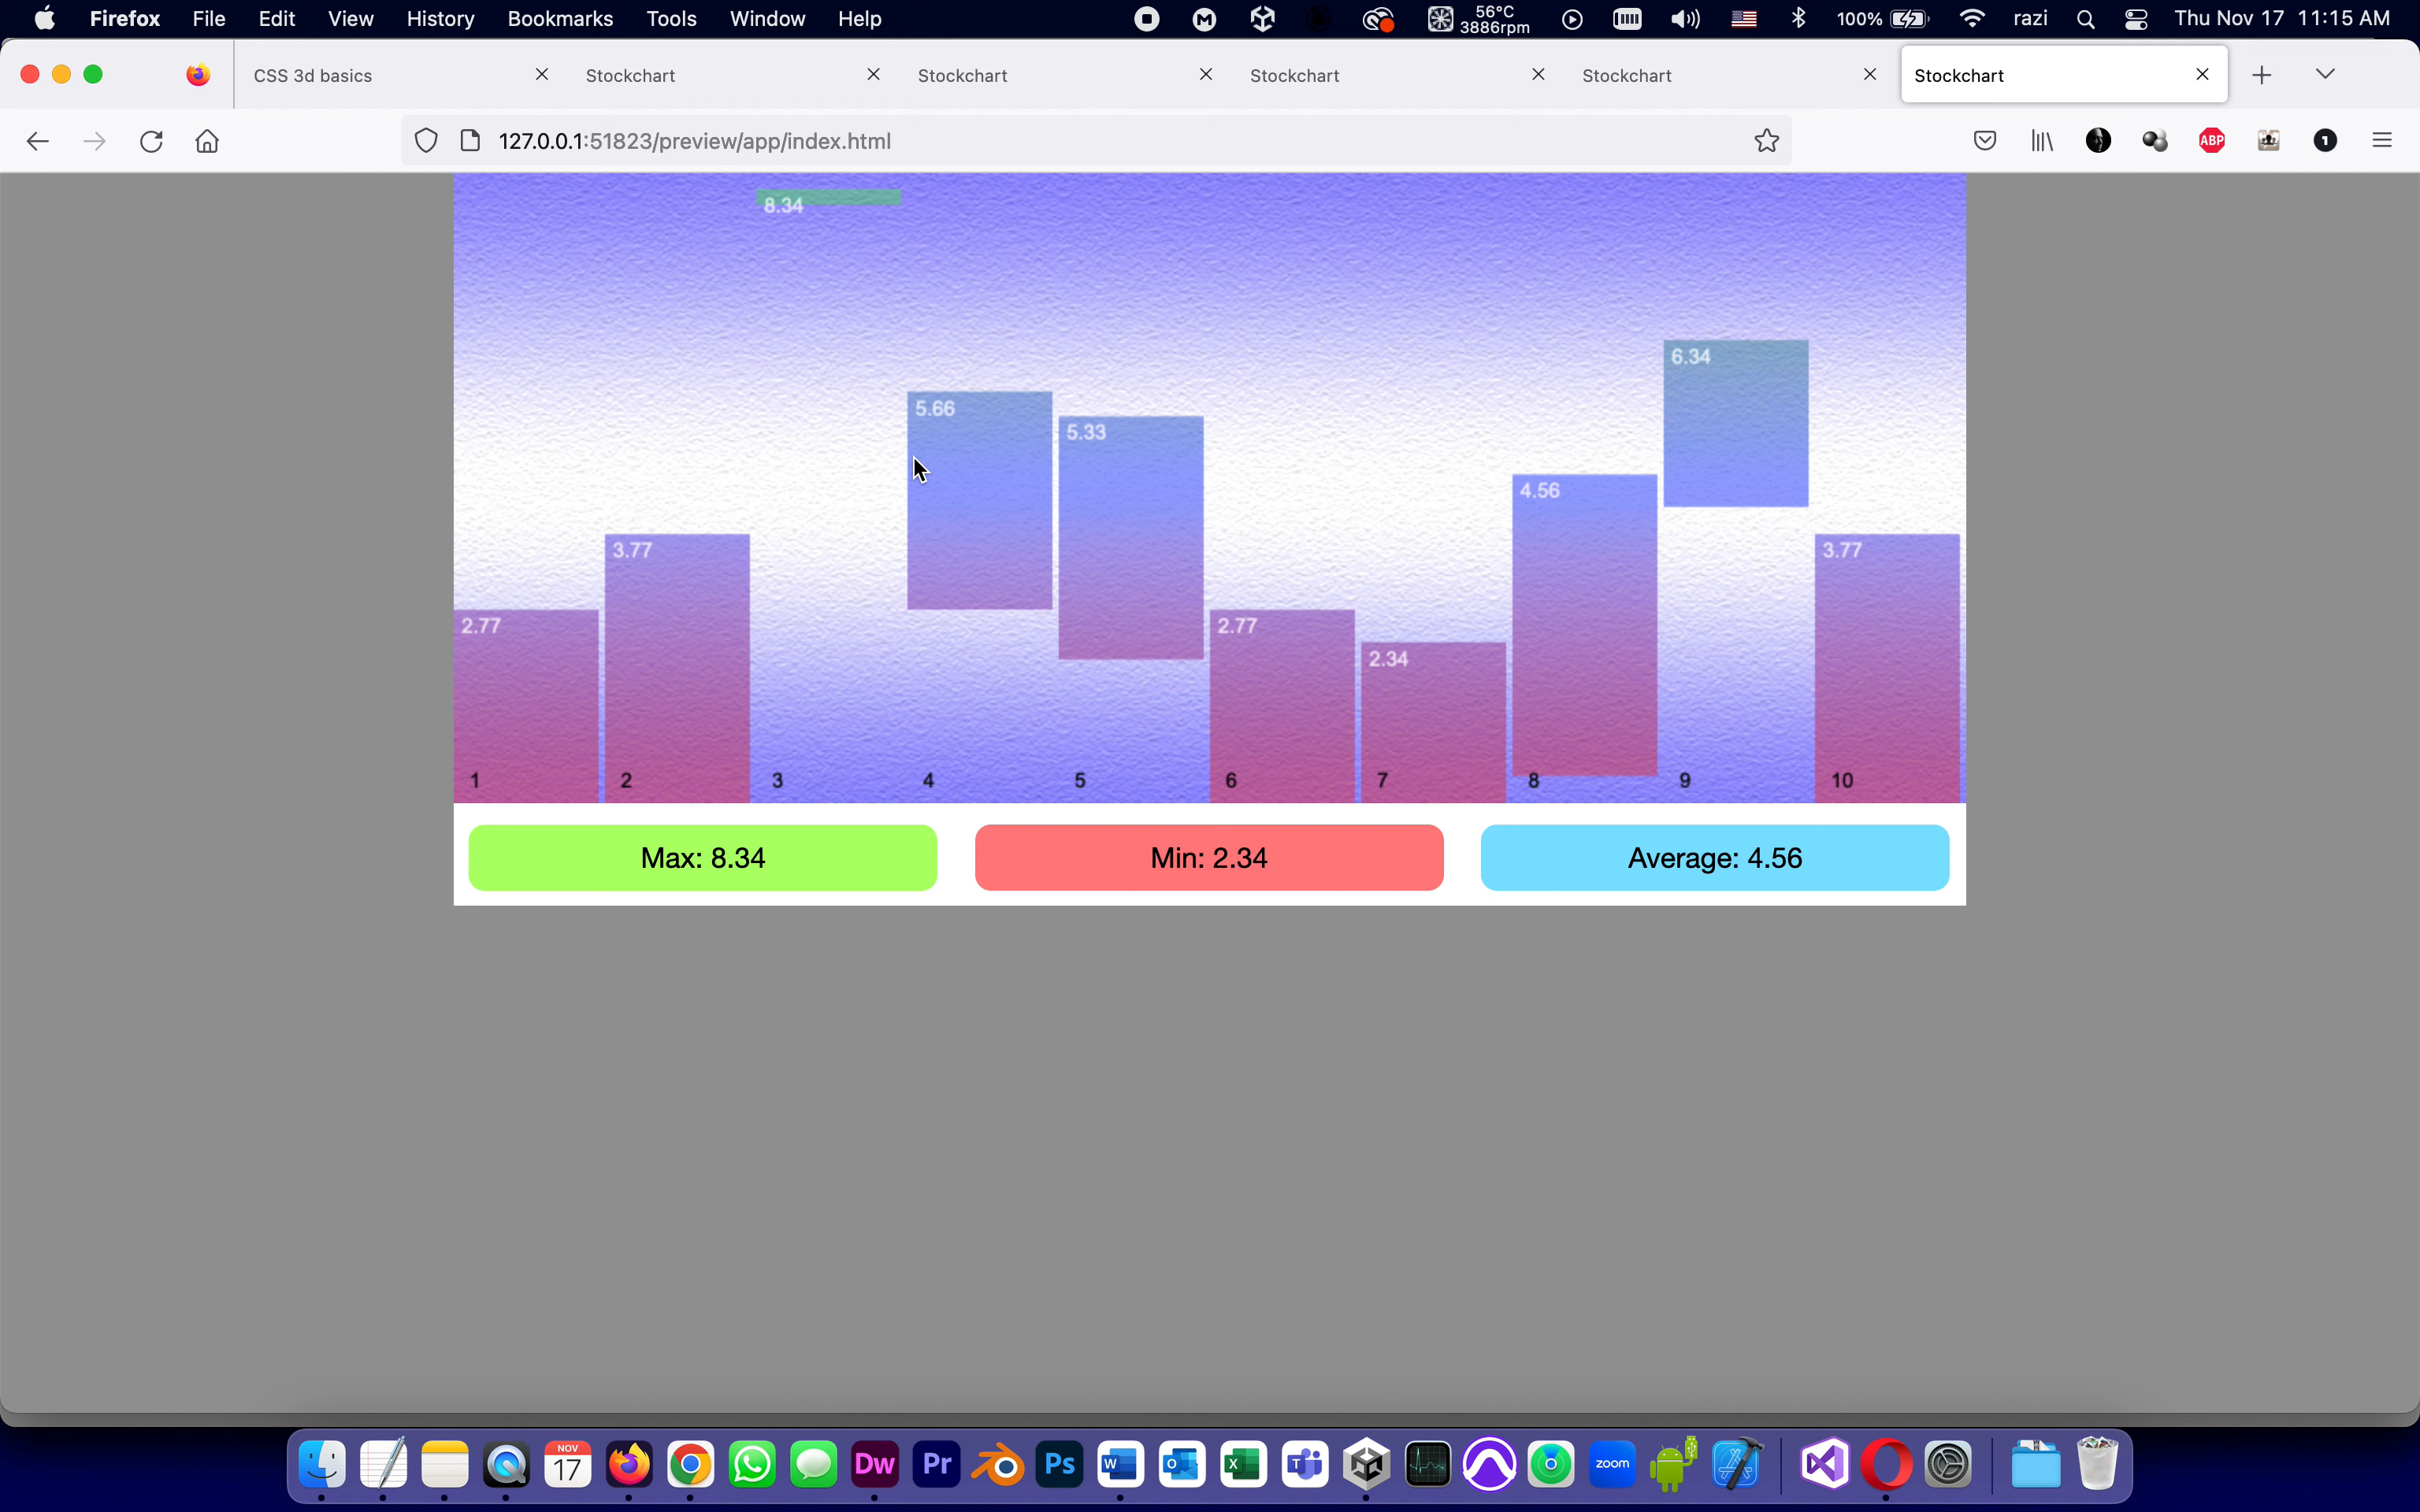 Firefox File Edit View History Bookmarks Tools Window Help 56°C 3886rpm 100% razi Thu Nov 17 11:15 AM
CSS 3d basics Stockchart Stockchart Stockchart Stockchart Stockchart
127.0.0.1:51823/preview/app/index.html ABP 1
8.34
6.34
5.66
5.33
4.56
3.77 3.77
2.77 2.77
2.34
1 2 3 4 5 6 7 8 9 10
Max: 8.34 Min: 2.34 Average: 4.56
NOV
17 Dw Pr Ps W O X T zoom